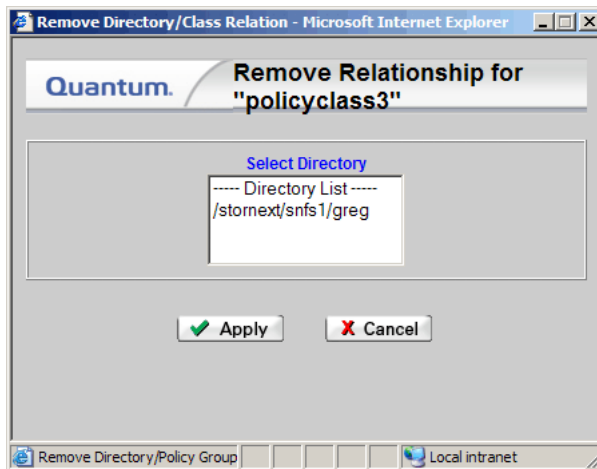 Remove Directory/Class Relation - Microsoft Internet Explorer
Quantum.
Remove Relationship for
"policyclass3"
Select Directory
----- Directory List -----
/stornext/snfs1/greg
Apply
Cancel
Remove Directory/Policy Group
Local intranet